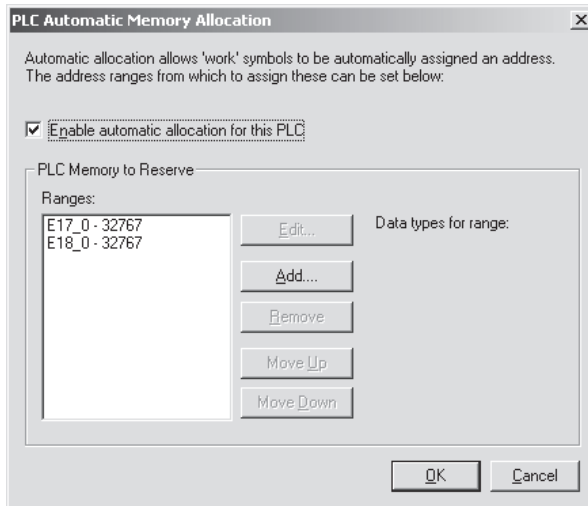 PLC Automatic Memory Allocation
Automatic allocation allows 'work' symbols to be automatically assigned an address.
The address ranges from which to assign these can be set below:
Enable automatic allocation for this PLC
PLC Memory to Reserve
Ranges:
E17_0 - 32767
E18_0 - 32767
Edit...
Add....
Remove
Move Up
Move Down
Data types for range:
OK
Cancel